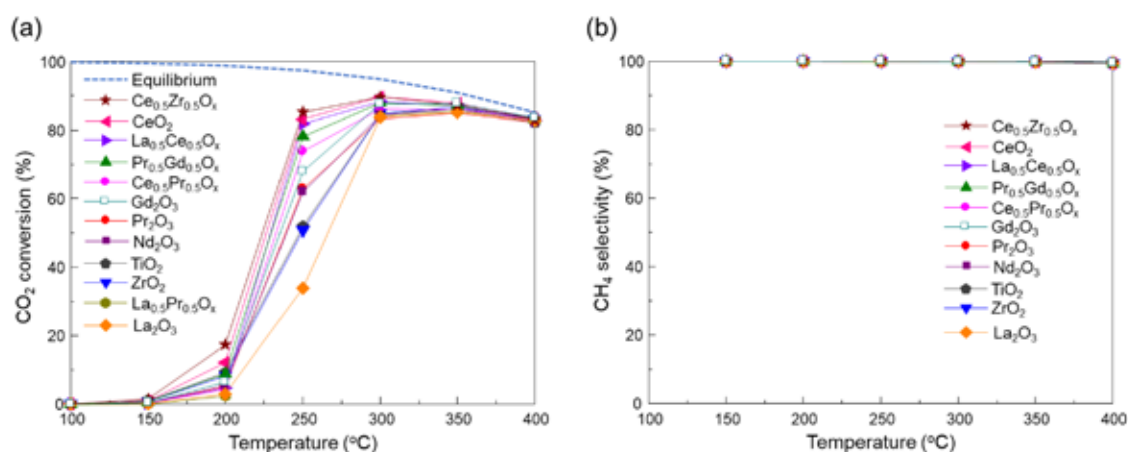 (a)
100
80
60
40
20
0
CO₂ conversion (%)
Equilibrium
Ce₀.₅Zr₀.₅Oₓ
CeO₂
La₀.₅Ce₀.₅Oₓ
Pr₀.₅Gd₀.₅Oₓ
Ce₀.₅Pr₀.₅Oₓ
Gd₂O₃
Pr₂O₃
Nd₂O₃
TiO₂
ZrO₂
La₀.₅Pr₀.₅Oₓ
La₂O₃
100 150 200 250 300 350 400
Temperature (°C)
(b)
100
80
60
40
20
0
CH₄ selectivity (%)
Ce₀.₅Zr₀.₅Oₓ
CeO₂
La₀.₅Ce₀.₅Oₓ
Pr₀.₅Gd₀.₅Oₓ
Ce₀.₅Pr₀.₅Oₓ
Gd₂O₃
Pr₂O₃
Nd₂O₃
TiO₂
ZrO₂
La₂O₃
100 150 200 250 300 350 400
Temperature (°C)